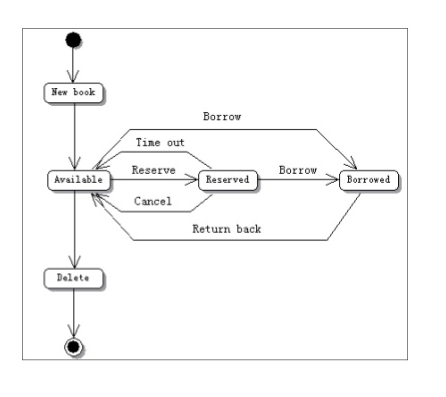 New book
Borrow
Time out
Available
Reserve
Reserved
Borrow
Borrowed
Cancel
Return back
Delete